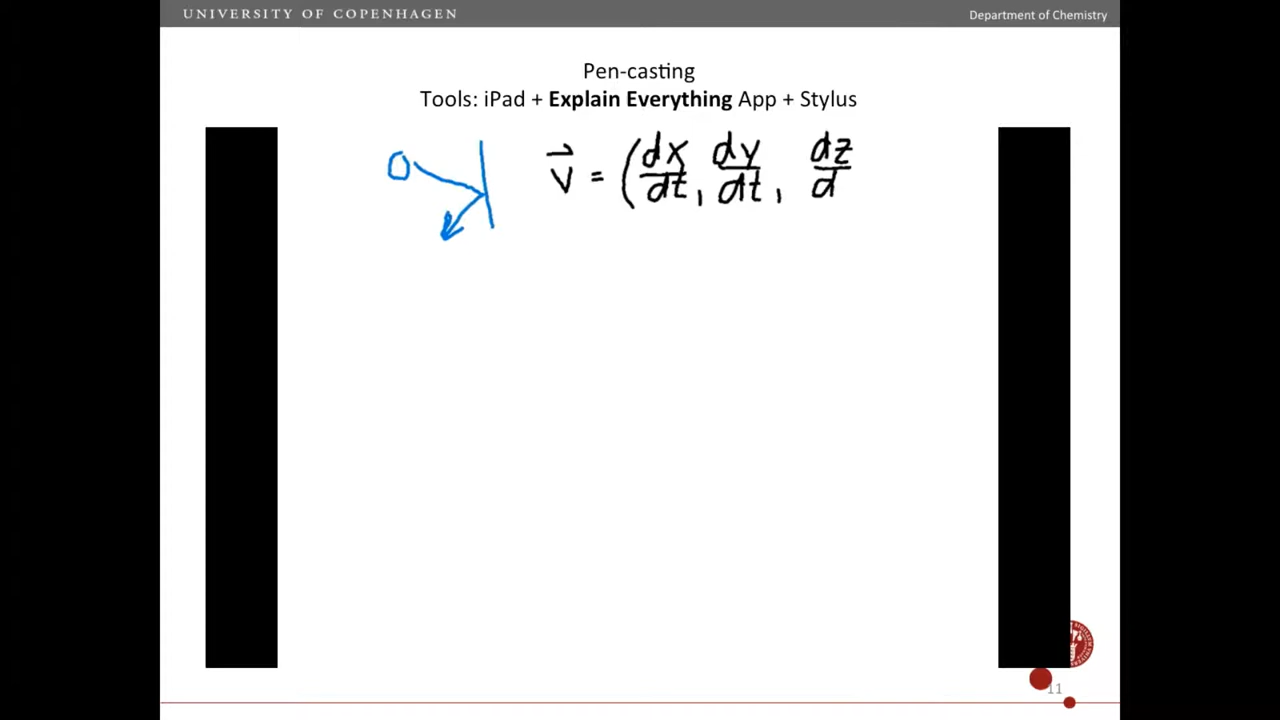 UNIVERSITY OF COPENHAGEN
Department of Chemistry
Pen-casting
Tools: iPad + Explain Everything App + Stylus
v⃗ = (dx/dt, dy/dt, dz/d
11